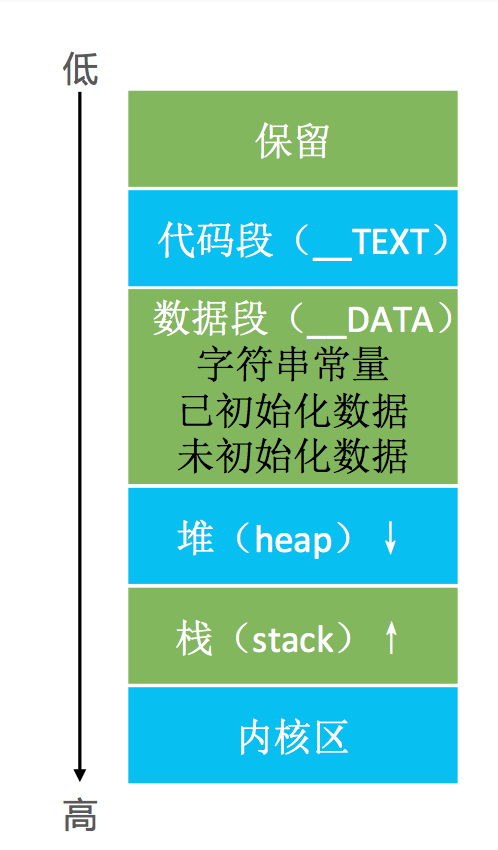 低
保留
代码段（__TEXT）
数据段（__DATA）
字符串常量
已初始化数据
未初始化数据
堆（heap）↓
栈（stack）↑
内核区
高